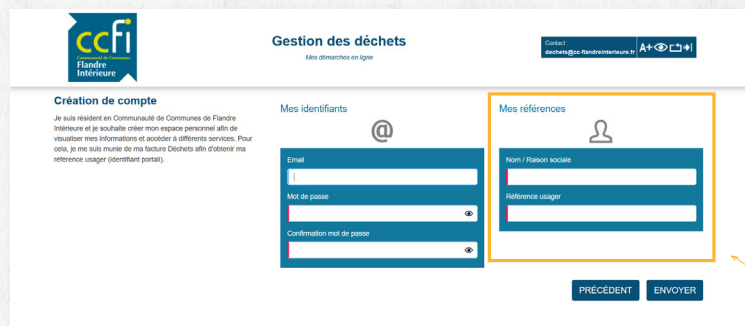 ccfi
Communauté de Communes
Flandre
Intérieure
Gestion des déchets
Mes démarches en ligne
Contact :
dechets@cc-flandreinterieure.fr
A+
Création de compte
Je suis résident en Communauté de Communes de Flandre
Intérieure et je souhaite créer mon espace personnel afin de
visualiser mes informations et accéder à différents services. Pour
cela, je me suis munie de ma facture Déchets afin d'obtenir ma
référence usager (identifiant portail).
Mes identifiants
@
Email
Mot de passe
Confirmation mot de passe
Mes références
Nom / Raison sociale
Référence usager
PRÉCÉDENT
ENVOYER